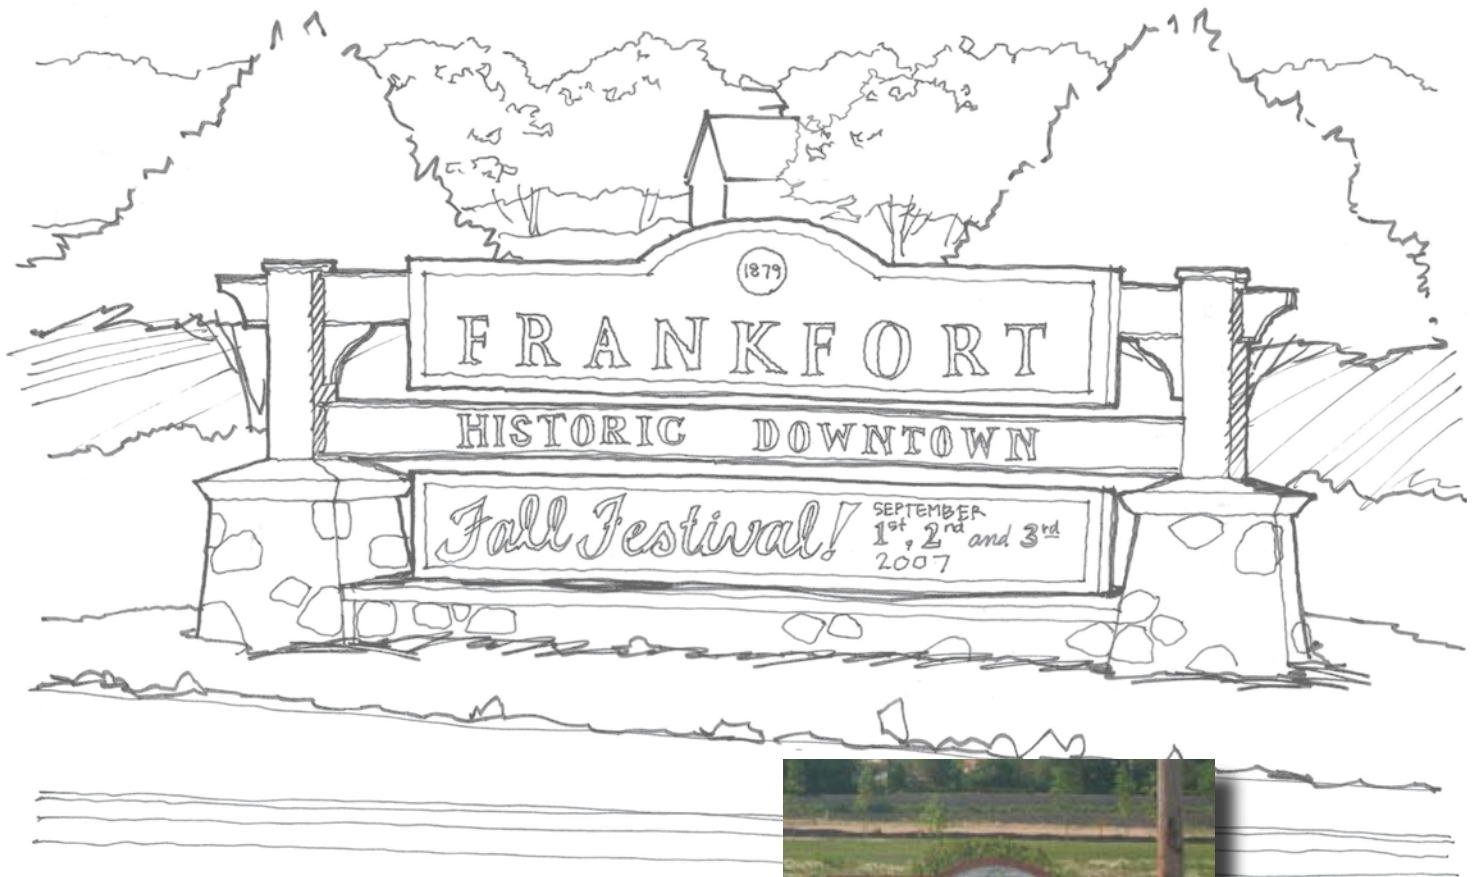 1879
FRANKFORT
HISTORIC DOWNTOWN
Fall Festival!
SEPTEMBER
1st, 2nd and 3rd
2007